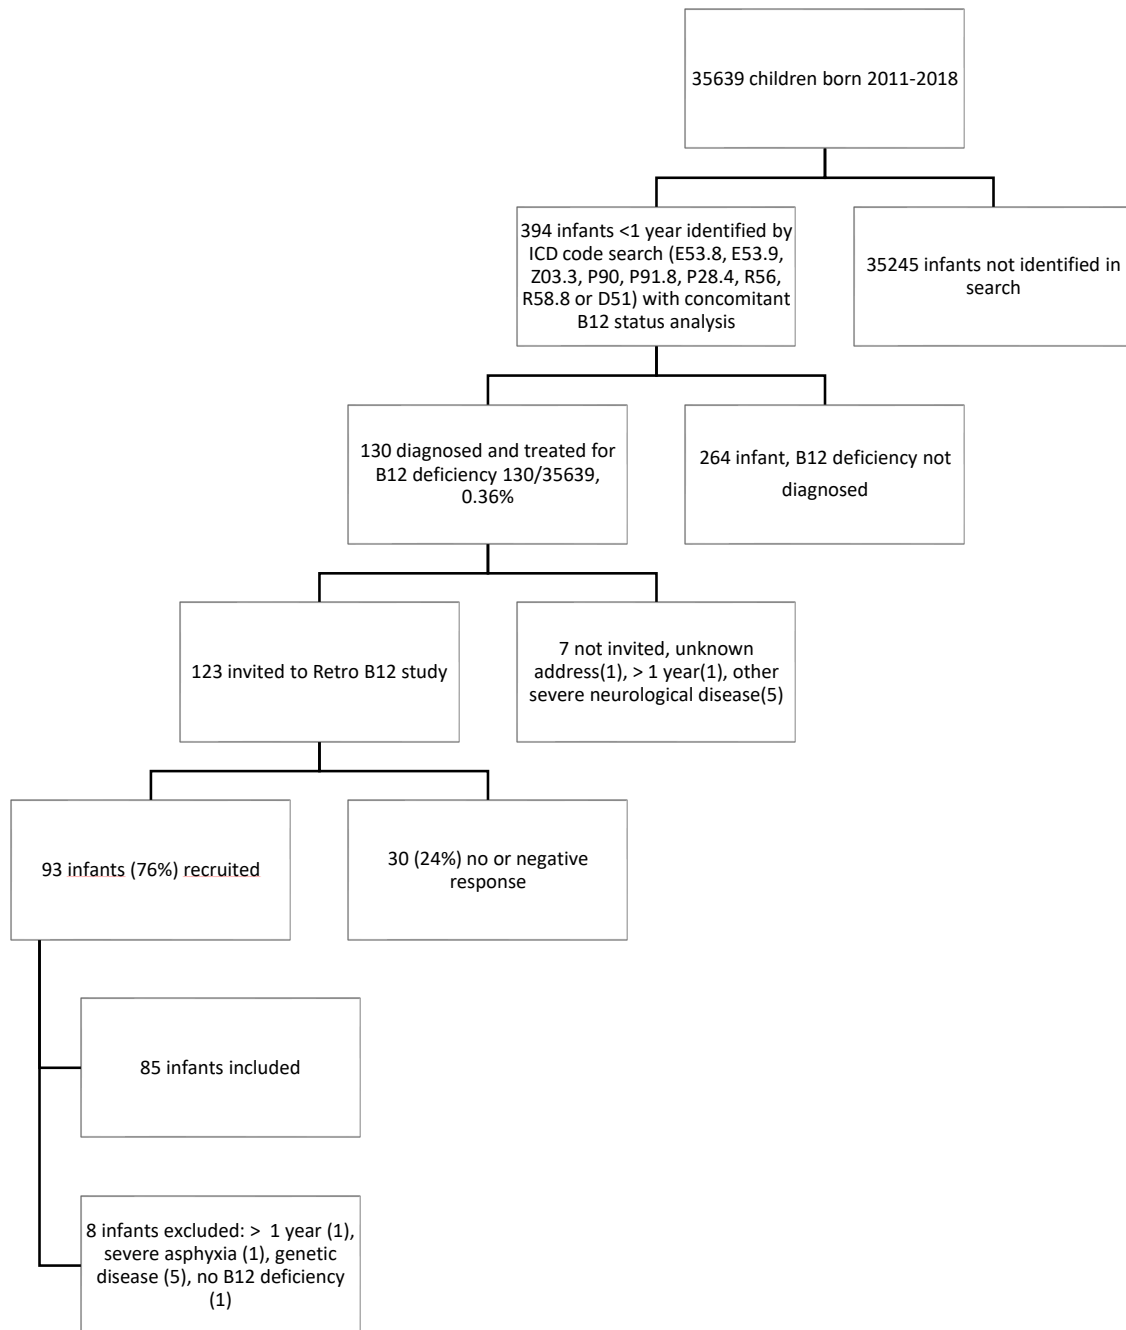 35639 children born 2011-2018
394 infants <1 year identified by
ICD code search (E53.8, E53.9,
Z03.3, P90, P91.8, P28.4, R56,
R58.8 or D51) with concomitant
B12 status analysis
35245 infants not identified in
search
130 diagnosed and treated for
B12 deficiency 130/35639,
0.36%
264 infant, B12 deficiency not
diagnosed
123 invited to Retro B12 study
7 not invited, unknown
address(1), > 1 year(1), other
severe neurological disease(5)
93 infants (76%) recruited
30 (24%) no or negative
response
85 infants included
8 infants excluded: >  1 year (1),
severe asphyxia (1), genetic
disease (5), no B12 deficiency
(1)